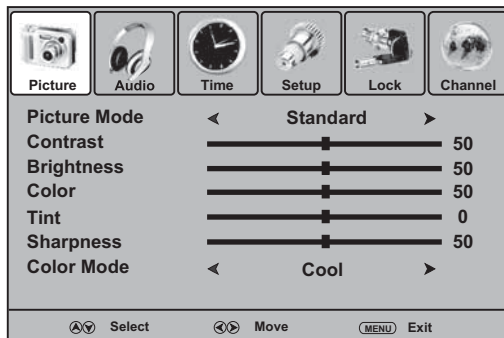 Picture Audio Time Setup Lock Channel
Picture Mode Standard
Contrast 50
Brightness 50
Color 50
Tint 0
Sharpness 50
Color Mode Cool
Select Move MENU Exit